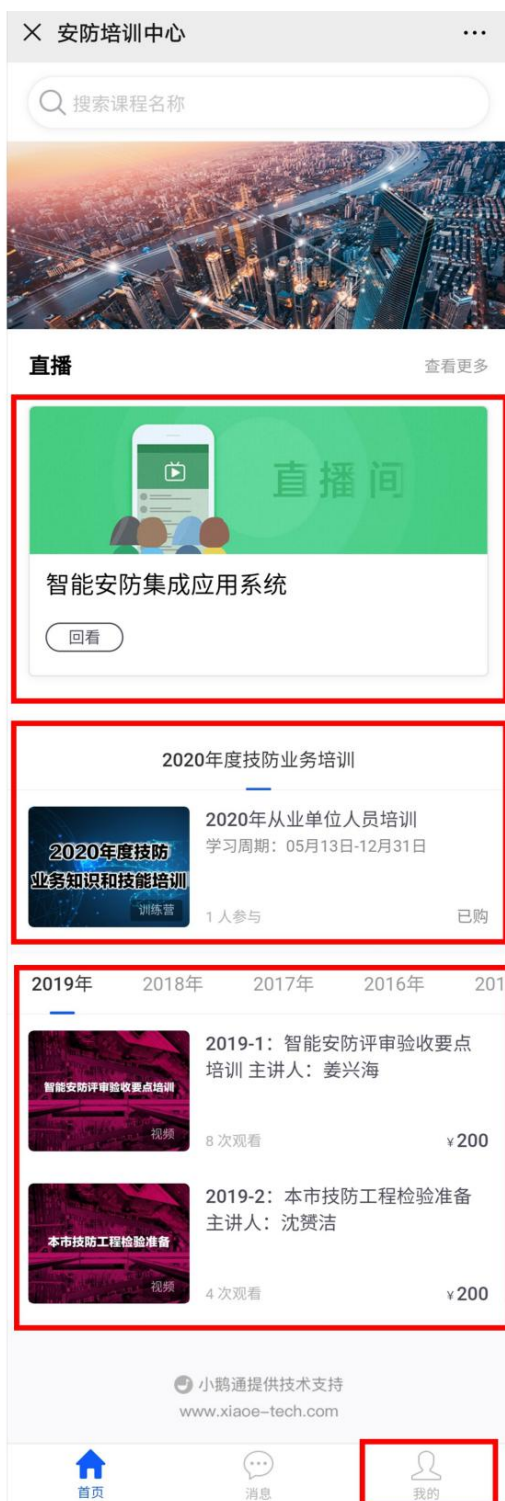 安防培训中心
搜索课程名称
直播
查看更多
直播间
智能安防集成应用系统
回看
2020年度技防业务培训
2020年度技防
业务知识和技能培训
训练营
2020年从业单位人员培训
学习周期：05月13日-12月31日
1 人参与
已购
2019年 2018年 2017年 2016年 201
智能安防评审验收要点培训
视频
2019-1：智能安防评审验收要点
培训 主讲人：姜兴海
8 次观看
¥200
本市技防工程检验准备
视频
2019-2：本市技防工程检验准备
主讲人：沈赟洁
4 次观看
¥200
小鹅通提供技术支持
www.xiaoe-tech.com
首页 消息 我的